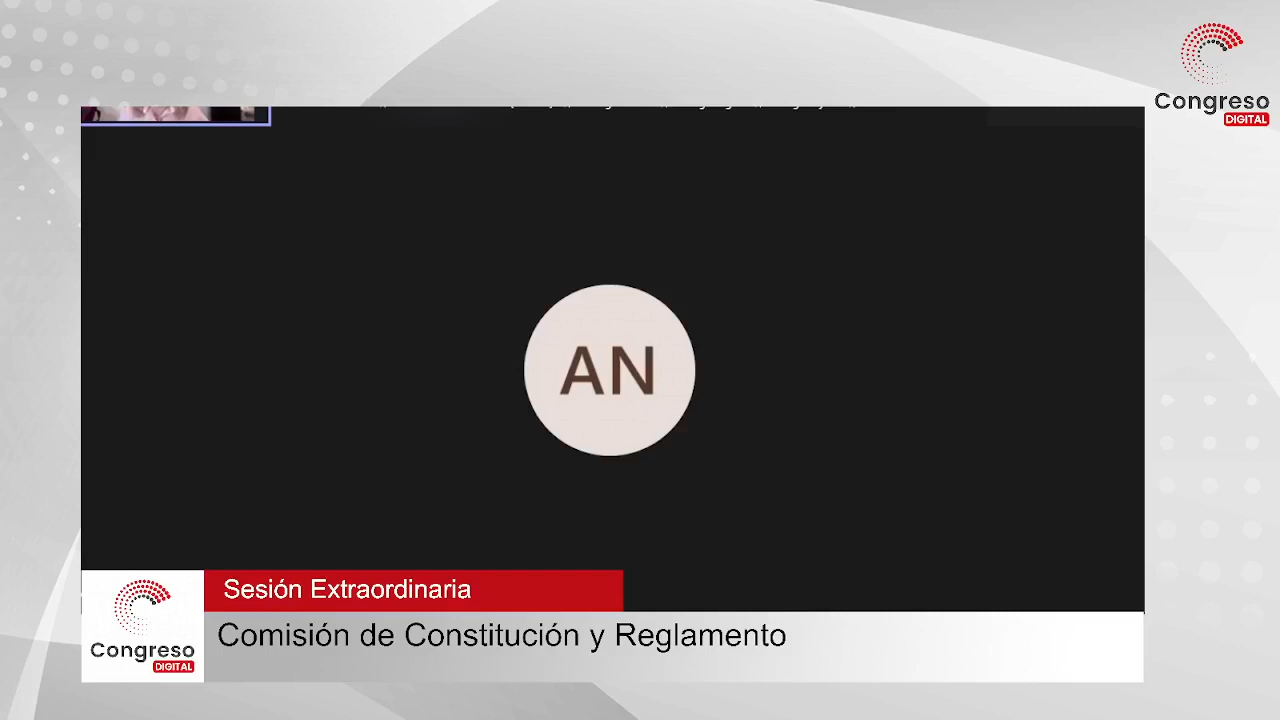 Congreso
DIGITAL
AN
Sesión Extraordinaria
Comisión de Constitución y Reglamento
Congreso
DIGITAL